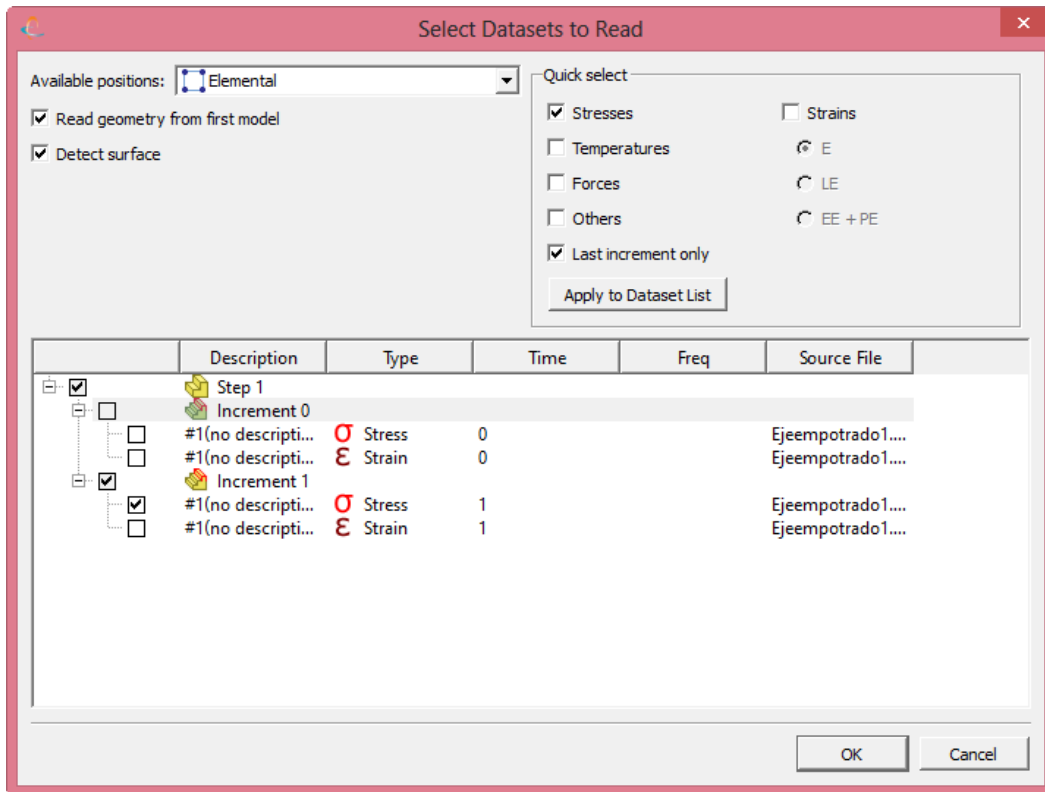 Select Datasets to Read
Available positions: Elemental
Read geometry from first model
Detect surface
Quick select
Stresses
Strains
Temperatures
E
Forces
LE
Others
EE + PE
Last increment only
Apply to Dataset List
Description Type Time Freq Source File
Step 1
Increment 0
#1(no descripti... σ Stress 0 Ejeempotrado1....
#1(no descripti... ε Strain 0 Ejeempotrado1....
Increment 1
#1(no descripti... σ Stress 1 Ejeempotrado1....
#1(no descripti... ε Strain 1 Ejeempotrado1....
OK Cancel